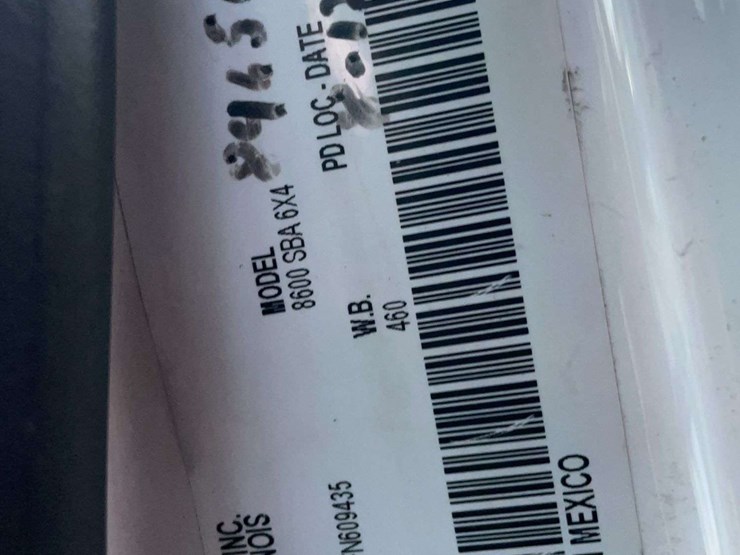 INC.
NOIS
MODEL
8600 SBA 6X4
N609435
W.B.
460
PD LOC - DATE
MEXICO